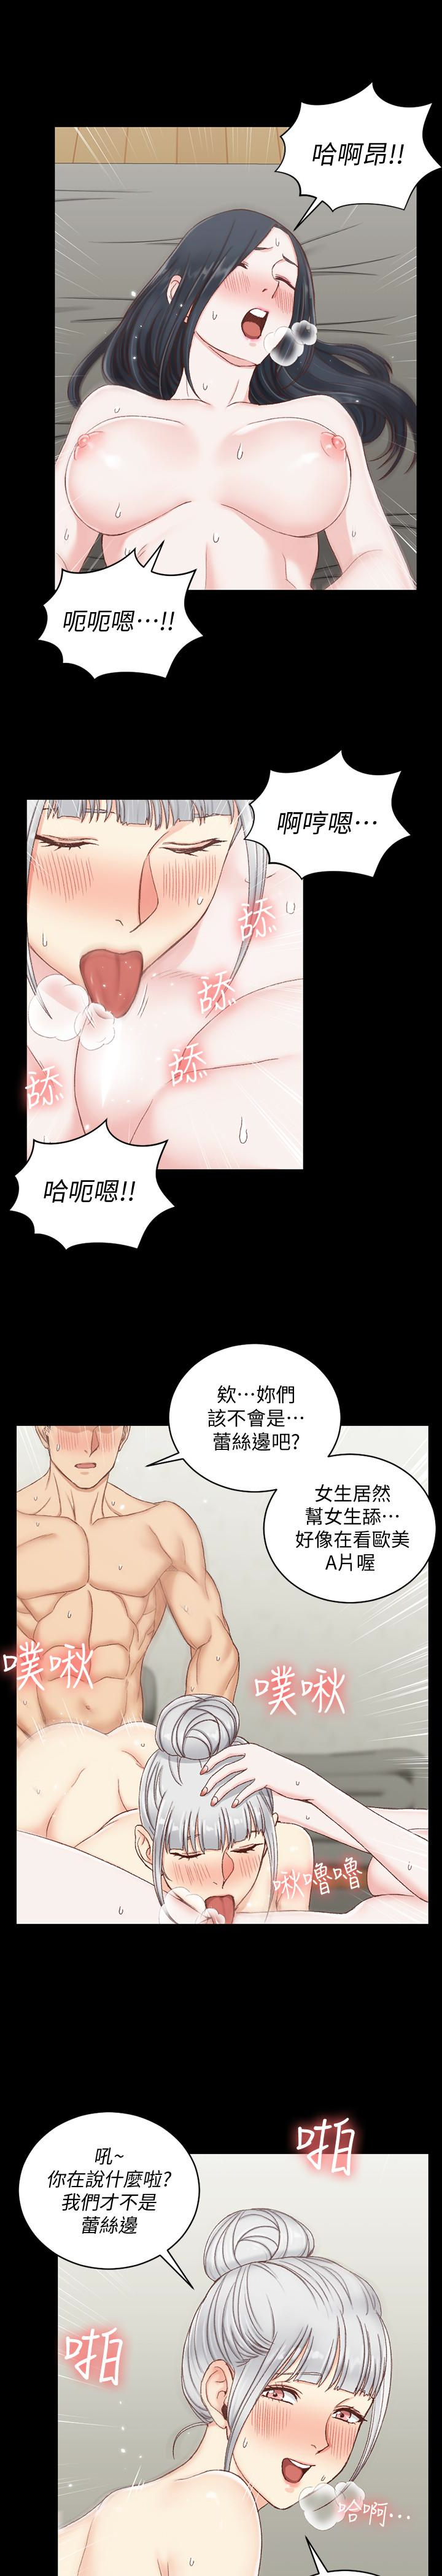 哈啊昂!!
呃呃嗯…!!
啊哼嗯…
舔
舔
舔
舔
哈呃嗯!!
欸…妳們
該不會是…
蕾絲邊吧?
女生居然
幫女生舔…
好像在看歐美
A片喔
噗啾
噗啾
啾嚕嚕
啪
吼~
你在說什麼啦?
我們才不是
蕾絲邊
啪
哈啊…